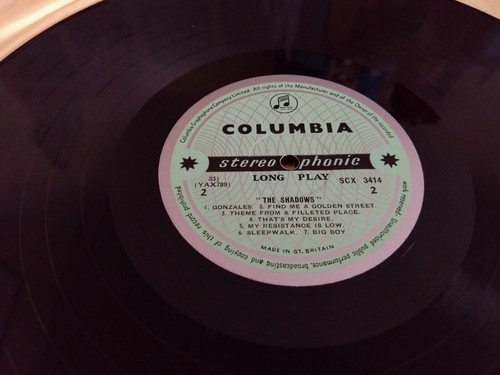 Columbia Graphophone Company Limited. All rights of the Manufacturer and of the Owner of the recorded work reserved. Unauthorised public performance, broadcasting and copying of this record prohibited
COLUMBIA
stereophonic
33⅓ LONG PLAY SCX 3414
(YAX799)
2 2
"THE SHADOWS"
1. GONZALES. 2. FIND ME A GOLDEN STREET.
3. THEME FROM A FILLETED PLACE.
4. THAT'S MY DESIRE.
5. MY RESISTANCE IS LOW.
6. SLEEPWALK. 7. BIG BOY
MADE IN GT. BRITAIN